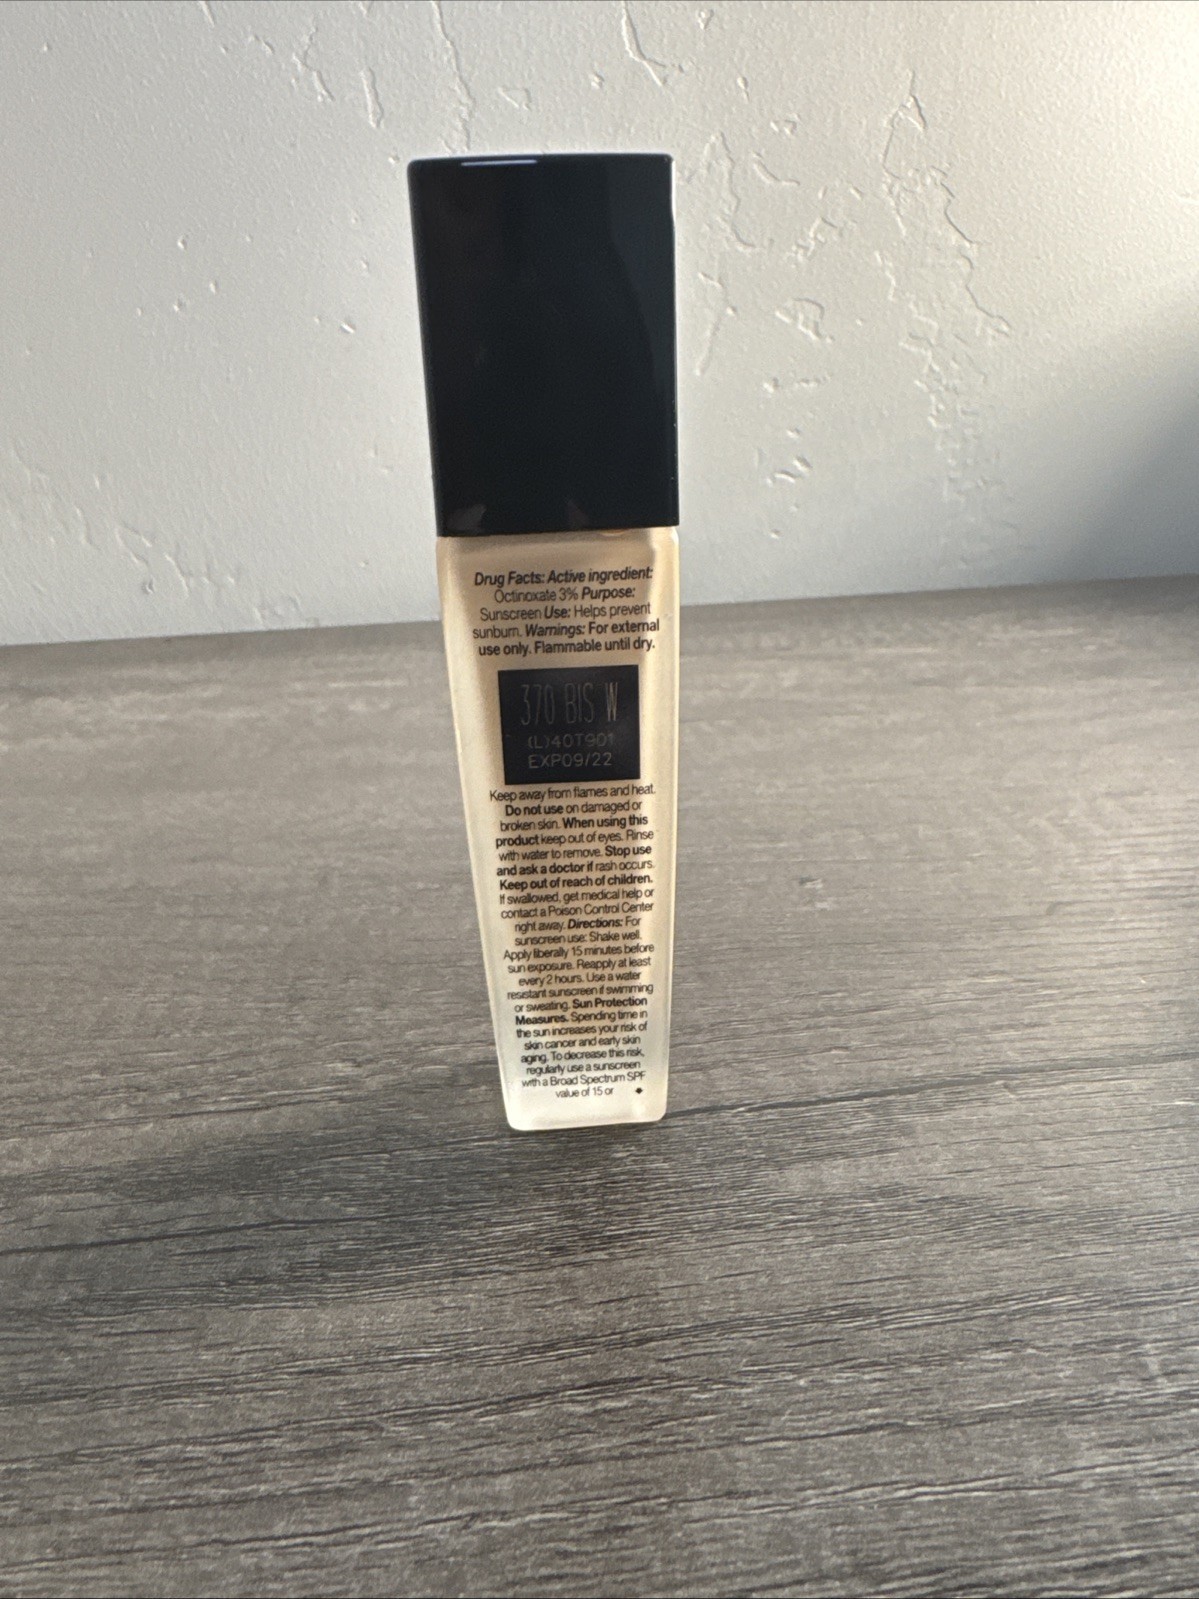 Drug Facts: Active ingredient:
Octinoxate 3% Purpose:
Sunscreen Use: Helps prevent
sunburn. Warnings: For external
use only. Flammable until dry.
370 BIS W
(L)40T901
EXP09/22
Keep away from flames and heat.
Do not use on damaged or
broken skin. When using this
product keep out of eyes. Rinse
with water to remove. Stop use
and ask a doctor if rash occurs.
Keep out of reach of children.
If swallowed, get medical help or
contact a Poison Control Center
right away. Directions: For
sunscreen use: Shake well.
Apply liberally 15 minutes before
sun exposure. Reapply at least
every 2 hours. Use a water
resistant sunscreen if swimming
or sweating. Sun Protection
Measures. Spending time in
the sun increases your risk of
skin cancer and early skin
aging. To decrease this risk,
regularly use a sunscreen
with a Broad Spectrum SPF
value of 15 or